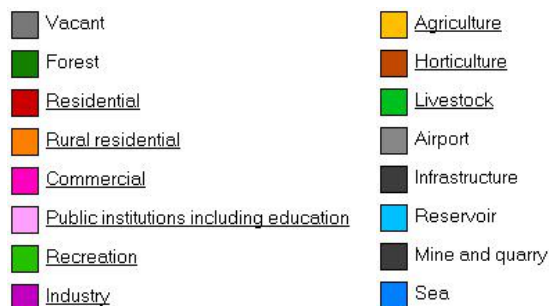 Vacant
Forest
Residential
Rural residential
Commercial
Public institutions including education
Recreation
Industry
Agriculture
Horticulture
Livestock
Airport
Infrastructure
Reservoir
Mine and quarry
Sea